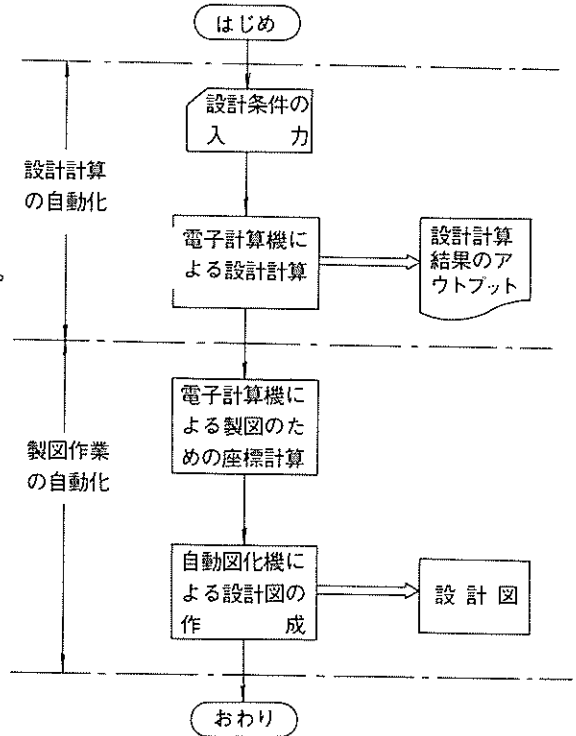 はじめ
設計条件の
入　　力
設計計算
の自動化
電子計算機に
よる設計計算
設計計算
結果のア
ウトプット
。
電子計算機に
よる製図のた
めの座標計算
製図作業
の自動化
自動図化機に
よる設計図の
作　　成
設 計 図
おわり